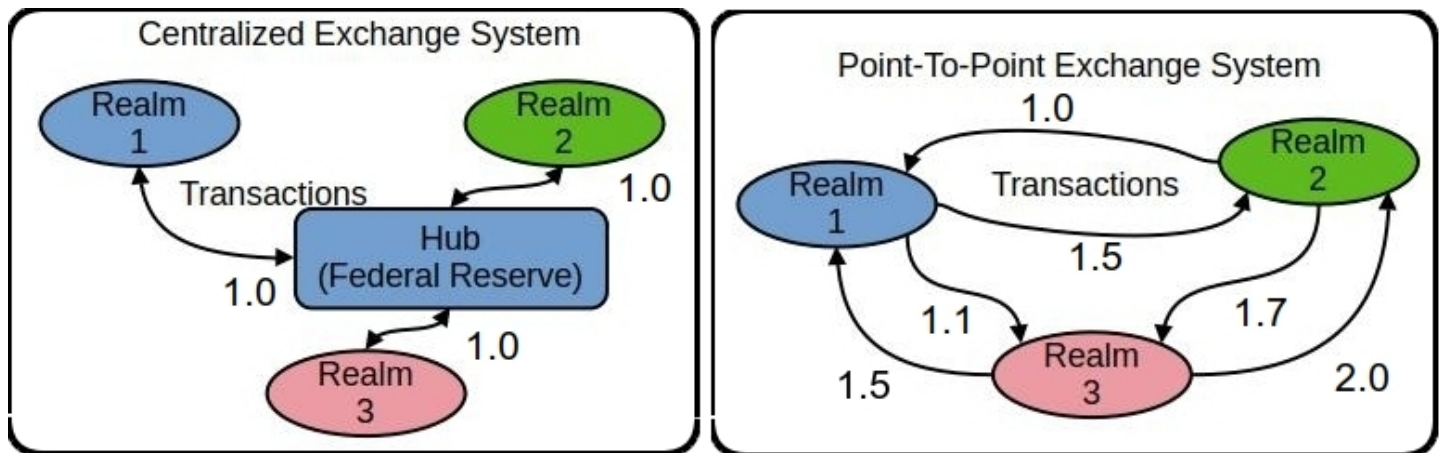 Centralized Exchange System
Realm
1
Realm
2
Transactions
1.0
Hub
(Federal Reserve)
1.0
1.0
Realm
3
Point-To-Point Exchange System
1.0
Realm
2
Realm
1
Transactions
1.5
1.1
1.7
Realm
3
1.5
2.0